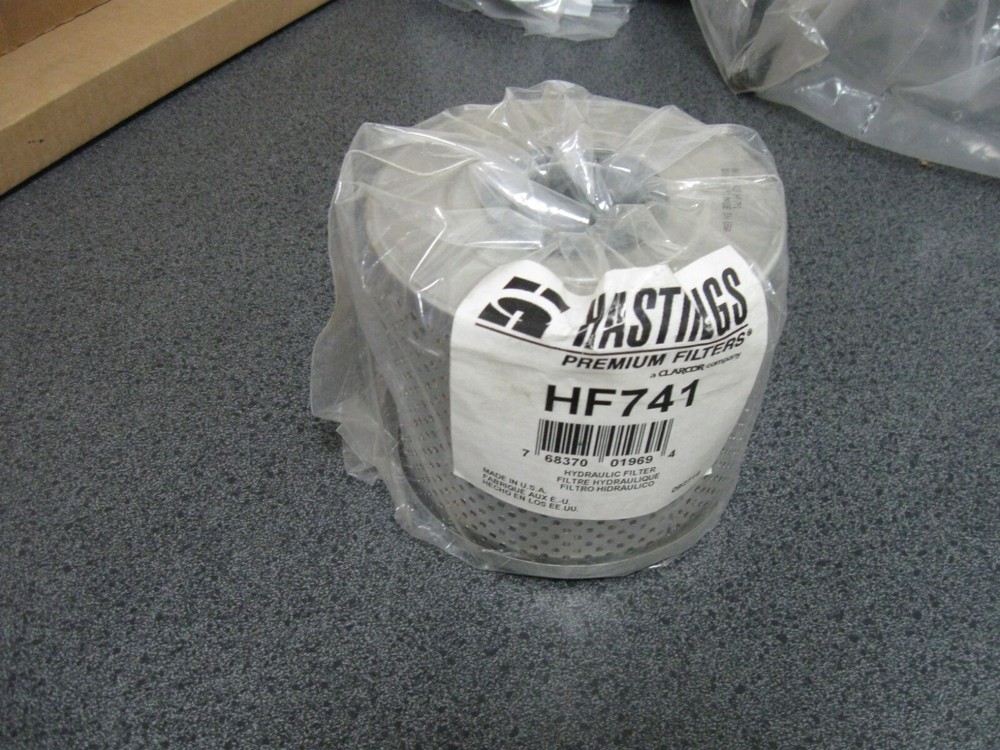 HASTINGS
PREMIUM FILTERS®
a CLARCOR company
HF741
7 68370 01969 4
HYDRAULIC FILTER
FILTRE HYDRAULIQUE
FILTRO HIDRAULICO
MADE IN U.S.A.
FABRIQUE AUX É.-U.
HECHO EN LOS EE.UU.